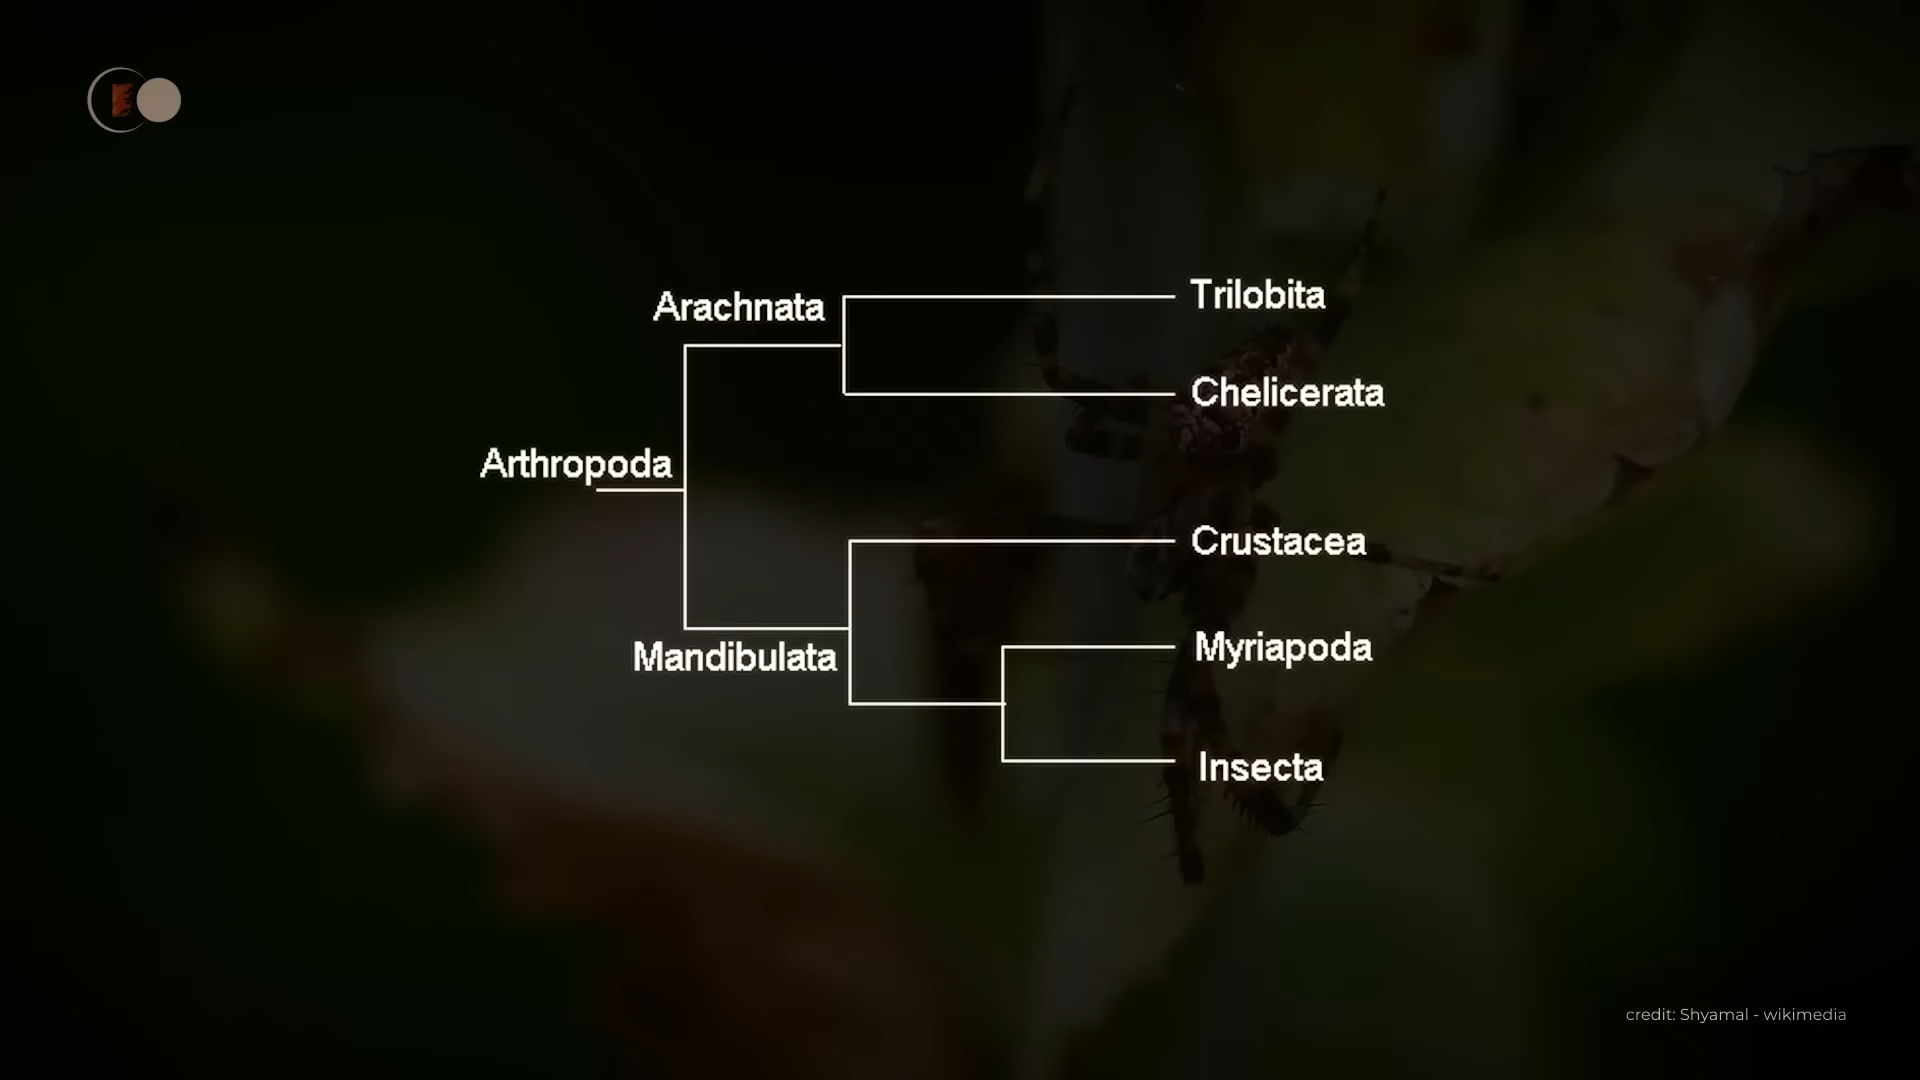 E
Arachnata
Trilobita
Chelicerata
Arthropoda
Crustacea
Mandibulata
Myriapoda
Insecta
credit: Shyamal - wikimedia